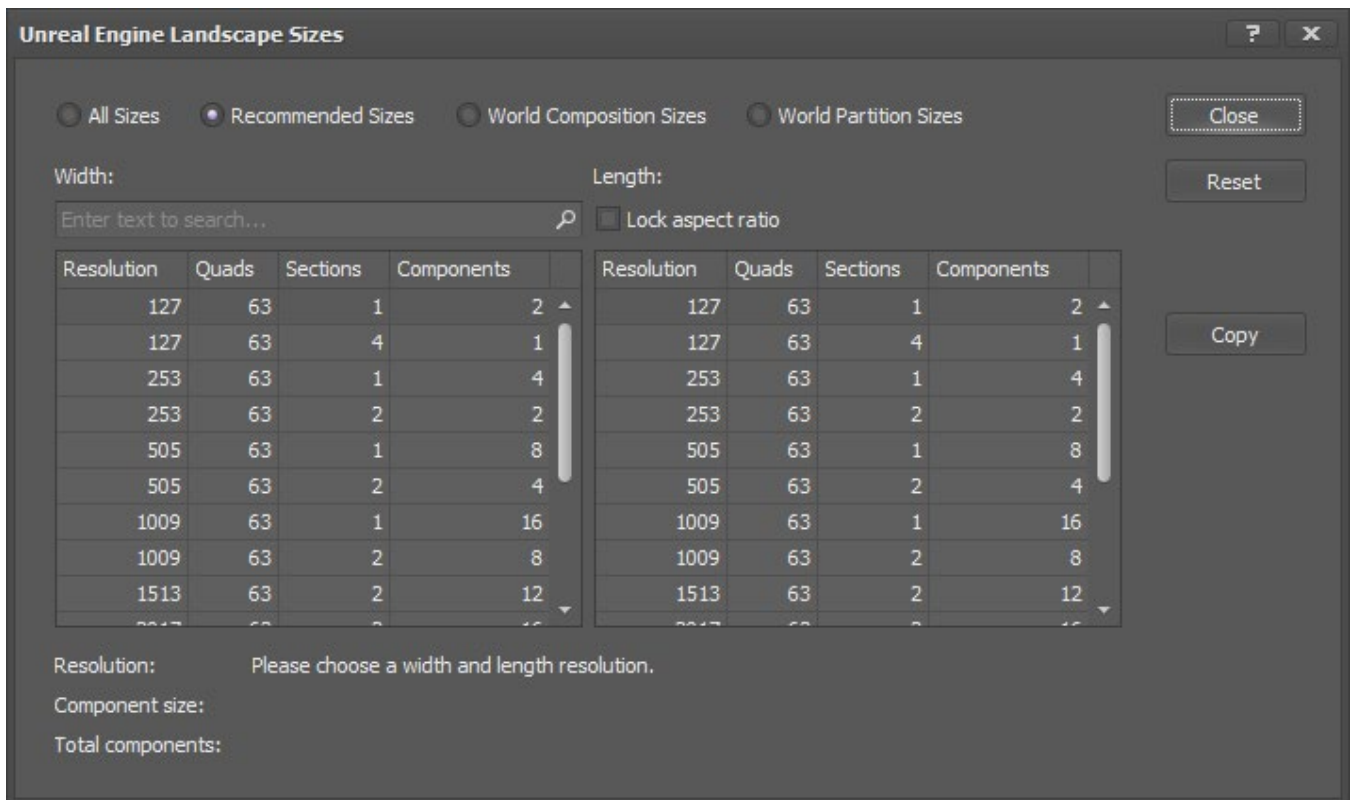 Unreal Engine Landscape Sizes ? X
All Sizes Recommended Sizes World Composition Sizes World Partition Sizes Close
Width: Length: Reset
Enter text to search... Lock aspect ratio
Resolution Quads Sections Components Resolution Quads Sections Components
127 63 1 2 127 63 1 2
127 63 4 1 127 63 4 1 Copy
253 63 1 4 253 63 1 4
253 63 2 2 253 63 2 2
505 63 1 8 505 63 1 8
505 63 2 4 505 63 2 4
1009 63 1 16 1009 63 1 16
1009 63 2 8 1009 63 2 8
1513 63 2 12 1513 63 2 12
Resolution: Please choose a width and length resolution.
Component size:
Total components: